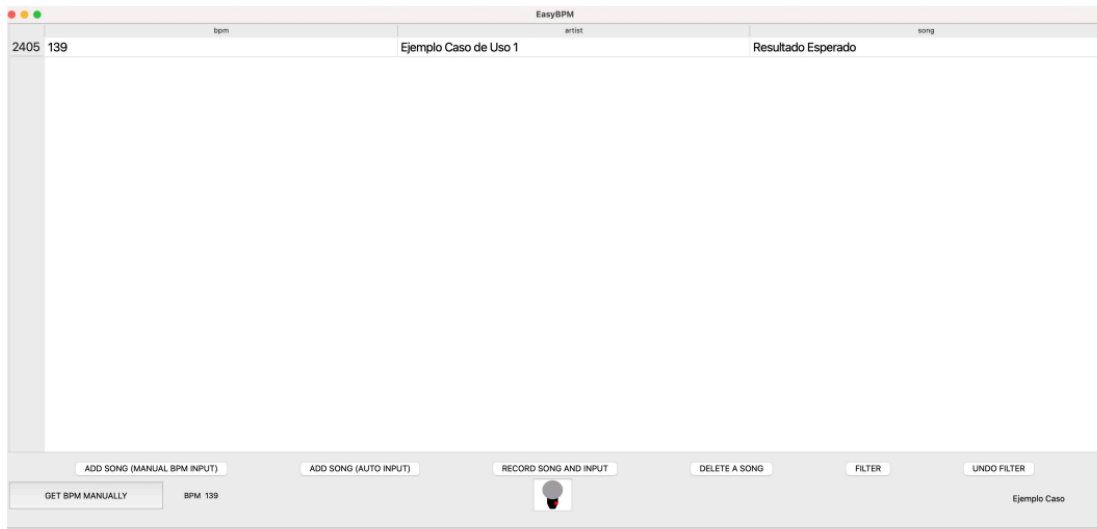 EasyBPM
bpm artist song
2405 139 Ejemplo Caso de Uso 1 Resultado Esperado
ADD SONG (MANUAL BPM INPUT) ADD SONG (AUTO INPUT) RECORD SONG AND INPUT DELETE A SONG FILTER UNDO FILTER
GET BPM MANUALLY BPM 139 Ejemplo Caso